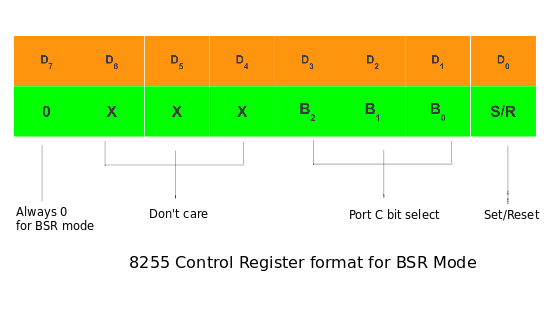 D7 D6 D5 D4 D3 D2 D1 D0
0 X X X B2 B1 B0 S/R
Always 0
for BSR mode
Don't care
Port C bit select
Set/Reset
8255 Control Register format for BSR Mode